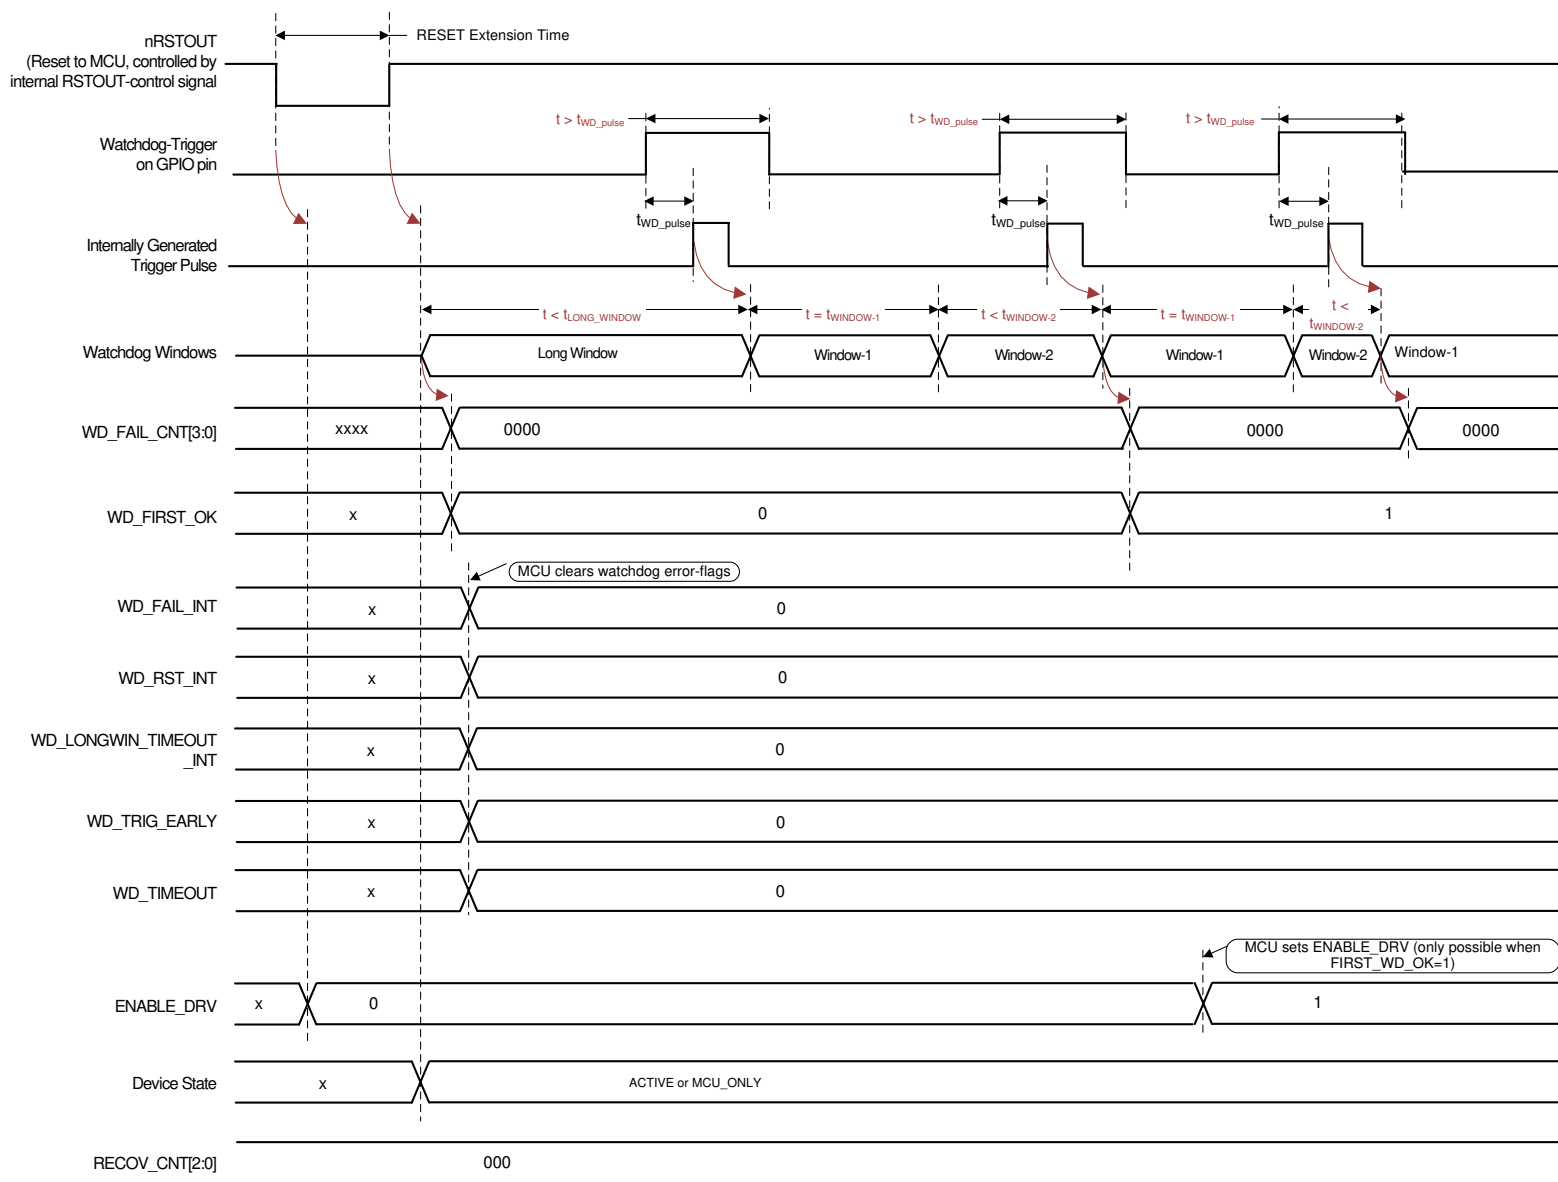 RESET Extension Time
nRSTOUT
(Reset to MCU, controlled by
internal RSTOUT-control signal
t > tWD_pulse t > tWD_pulse t > tWD_pulse
Watchdog-Trigger
on GPIO pin
tWD_pulse tWD_pulse tWD_pulse
Internally Generated
Trigger Pulse
t < tLONG_WINDOW t = tWINDOW-1 t < tWINDOW-2 t = tWINDOW-1 t <
tWINDOW-2
Watchdog Windows Long Window Window-1 Window-2 Window-1 Window-2 Window-1
WD_FAIL_CNT[3:0] xxxx 0000 0000 0000
WD_FIRST_OK x 0 1
MCU clears watchdog error-flags
WD_FAIL_INT x 0
WD_RST_INT x 0
WD_LONGWIN_TIMEOUT
_INT x 0
WD_TRIG_EARLY x 0
WD_TIMEOUT x 0
MCU sets ENABLE_DRV (only possible when
FIRST_WD_OK=1)
ENABLE_DRV x 0 1
Device State x ACTIVE or MCU_ONLY
RECOV_CNT[2:0] 000